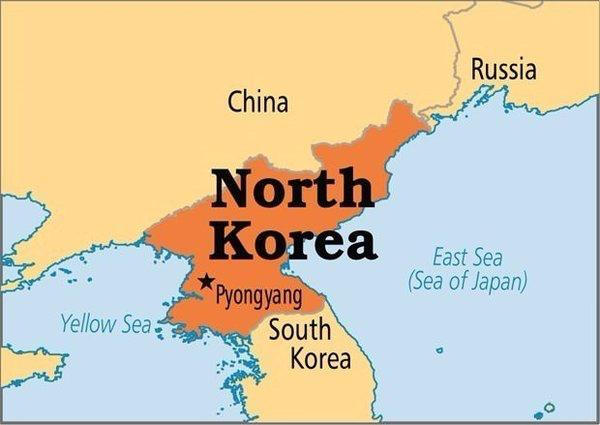 Russia
China
North
Korea
East Sea
(Sea of Japan)
Pyongyang
Yellow Sea
South
Korea